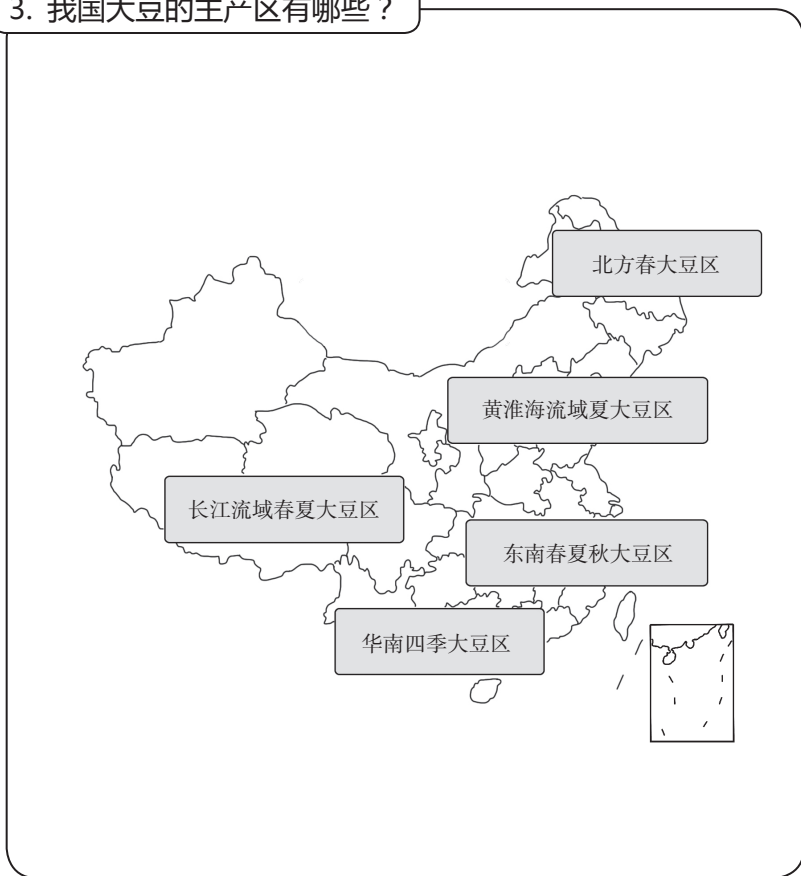 3. 我国大豆的主产区有哪些？
北方春大豆区
黄淮海流域夏大豆区
长江流域春夏大豆区
东南春夏秋大豆区
华南四季大豆区